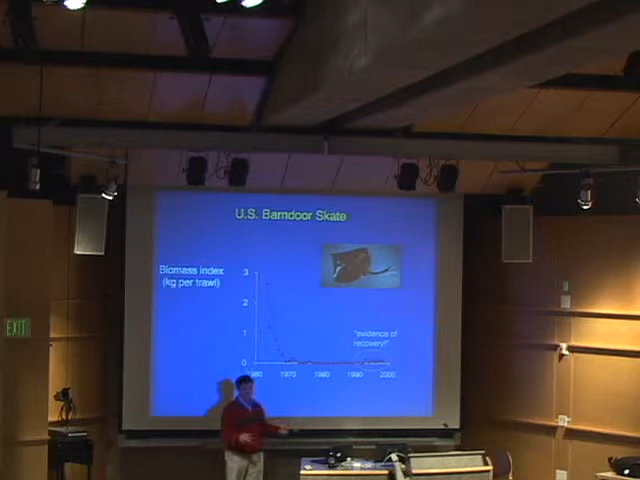 U.S. Barndoor Skate
Biomass index
(kg per trawl)
3
2
1
0
"evidence of
recovery!"
1960 1970 1980 1990 2000
EXIT